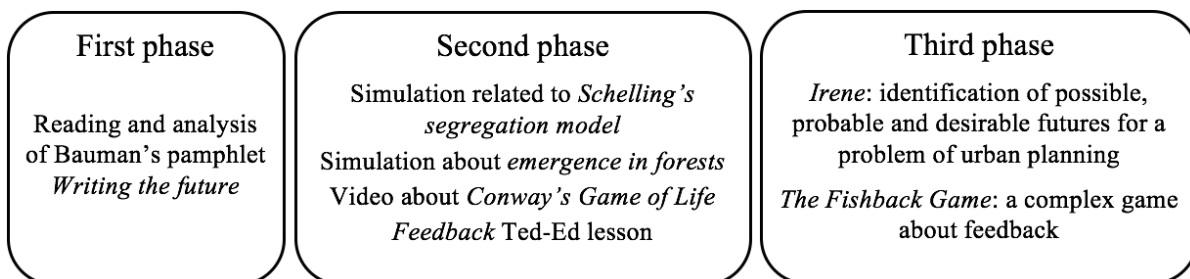 First phase
Reading and analysis
of Bauman's pamphlet
Writing the future
Second phase
Simulation related to Schelling's
segregation model
Simulation about emergence in forests
Video about Conway's Game of Life
Feedback Ted-Ed lesson
Third phase
Irene: identification of possible,
probable and desirable futures for a
problem of urban planning
The Fishback Game: a complex game
about feedback